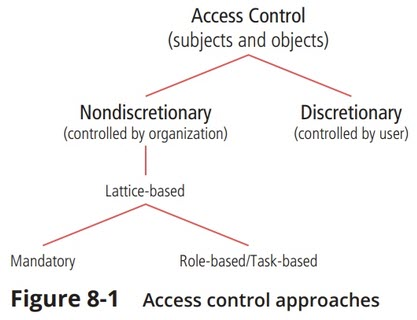 Access Control
(subjects and objects)
Nondiscretionary
(controlled by organization)
Discretionary
(controlled by user)
Lattice-based
Mandatory
Role-based/Task-based
Figure 8-1 Access control approaches